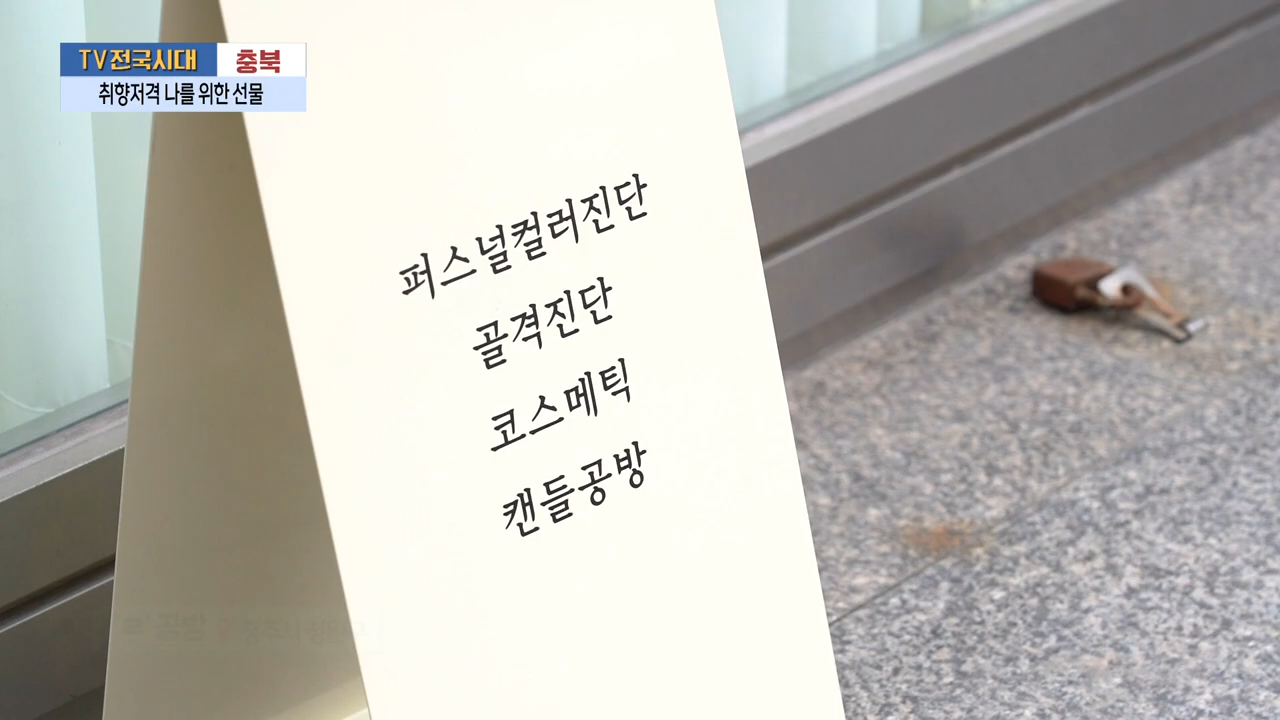 TV전국시대 충북
취향저격 나를 위한 선물
퍼스널컬러진단
골격진단
코스메틱
캔들공방